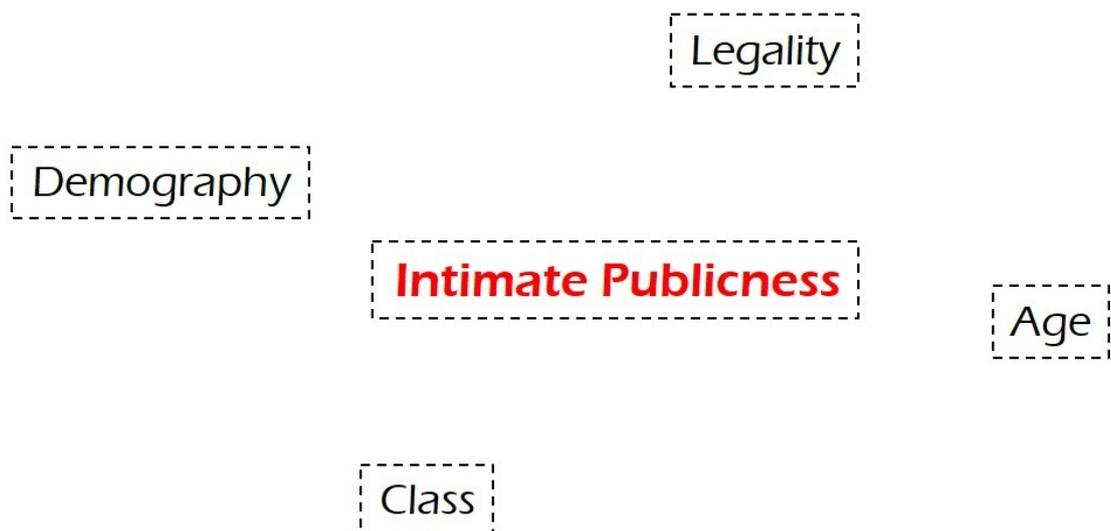 Legality
Demography
Intimate Publicness
Age
Class